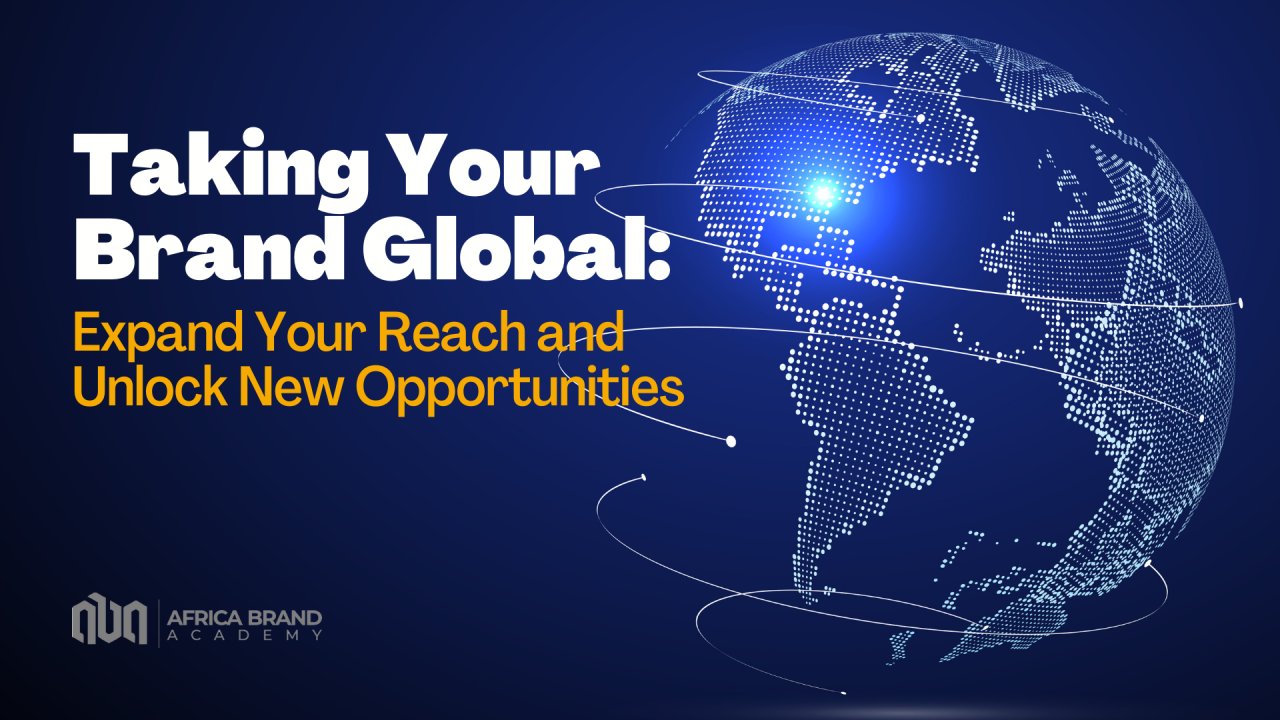 Taking Your
Brand Global:
Expand Your Reach and
Unlock New Opportunities
aba
AFRICA BRAND
ACADEMY